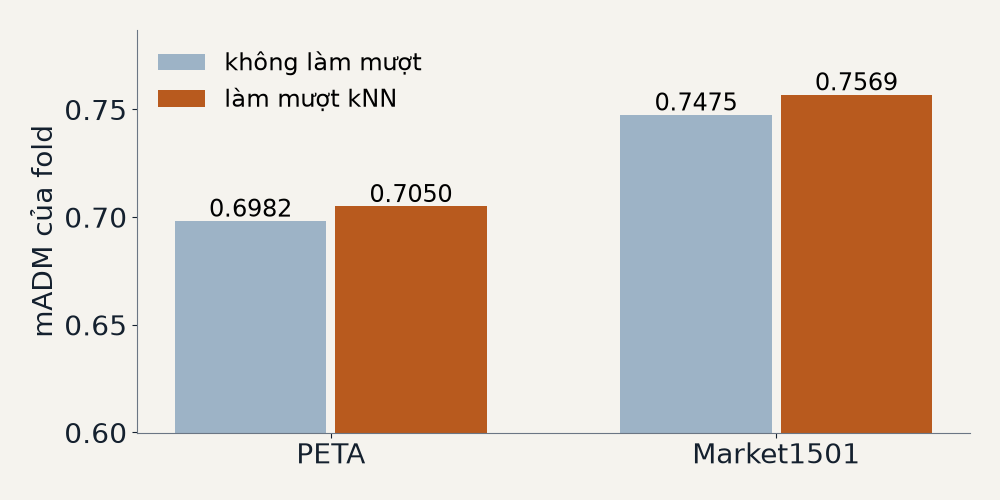 không làm mượt
làm mượt kNN
mADM của fold
0.75
0.70
0.65
0.60
0.6982
0.7050
0.7475
0.7569
PETA
Market1501